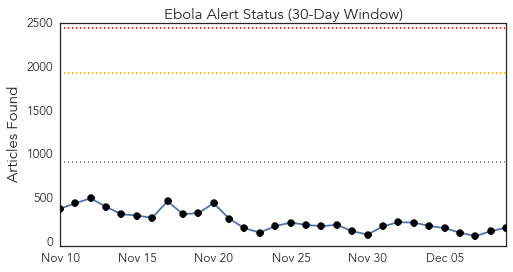 Ebola Alert Status (30-Day Window)
Articles Found
2500
2000
1500
1000
500
0
Nov 10
Nov 15
Nov 20
Nov 25
Nov 30
Dec 05